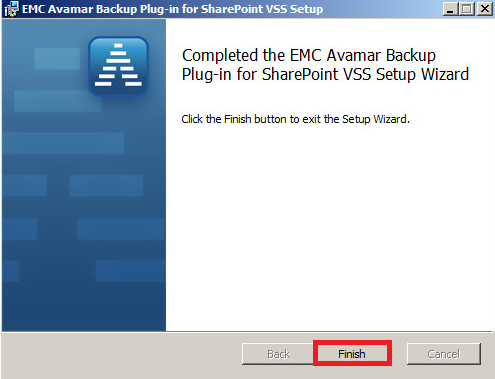 EMC Avamar Backup Plug-in for SharePoint VSS Setup
Completed the EMC Avamar Backup
Plug-in for SharePoint VSS Setup Wizard
Click the Finish button to exit the Setup Wizard.
Back Finish Cancel